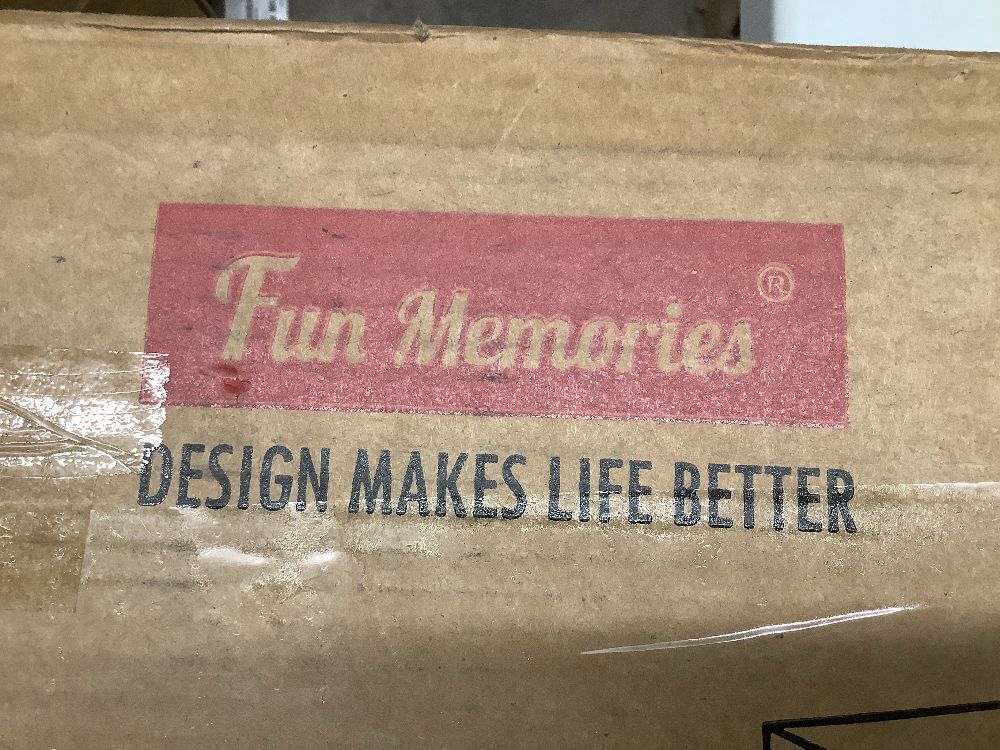 Fun Memories ®
DESIGN MAKES LIFE BETTER